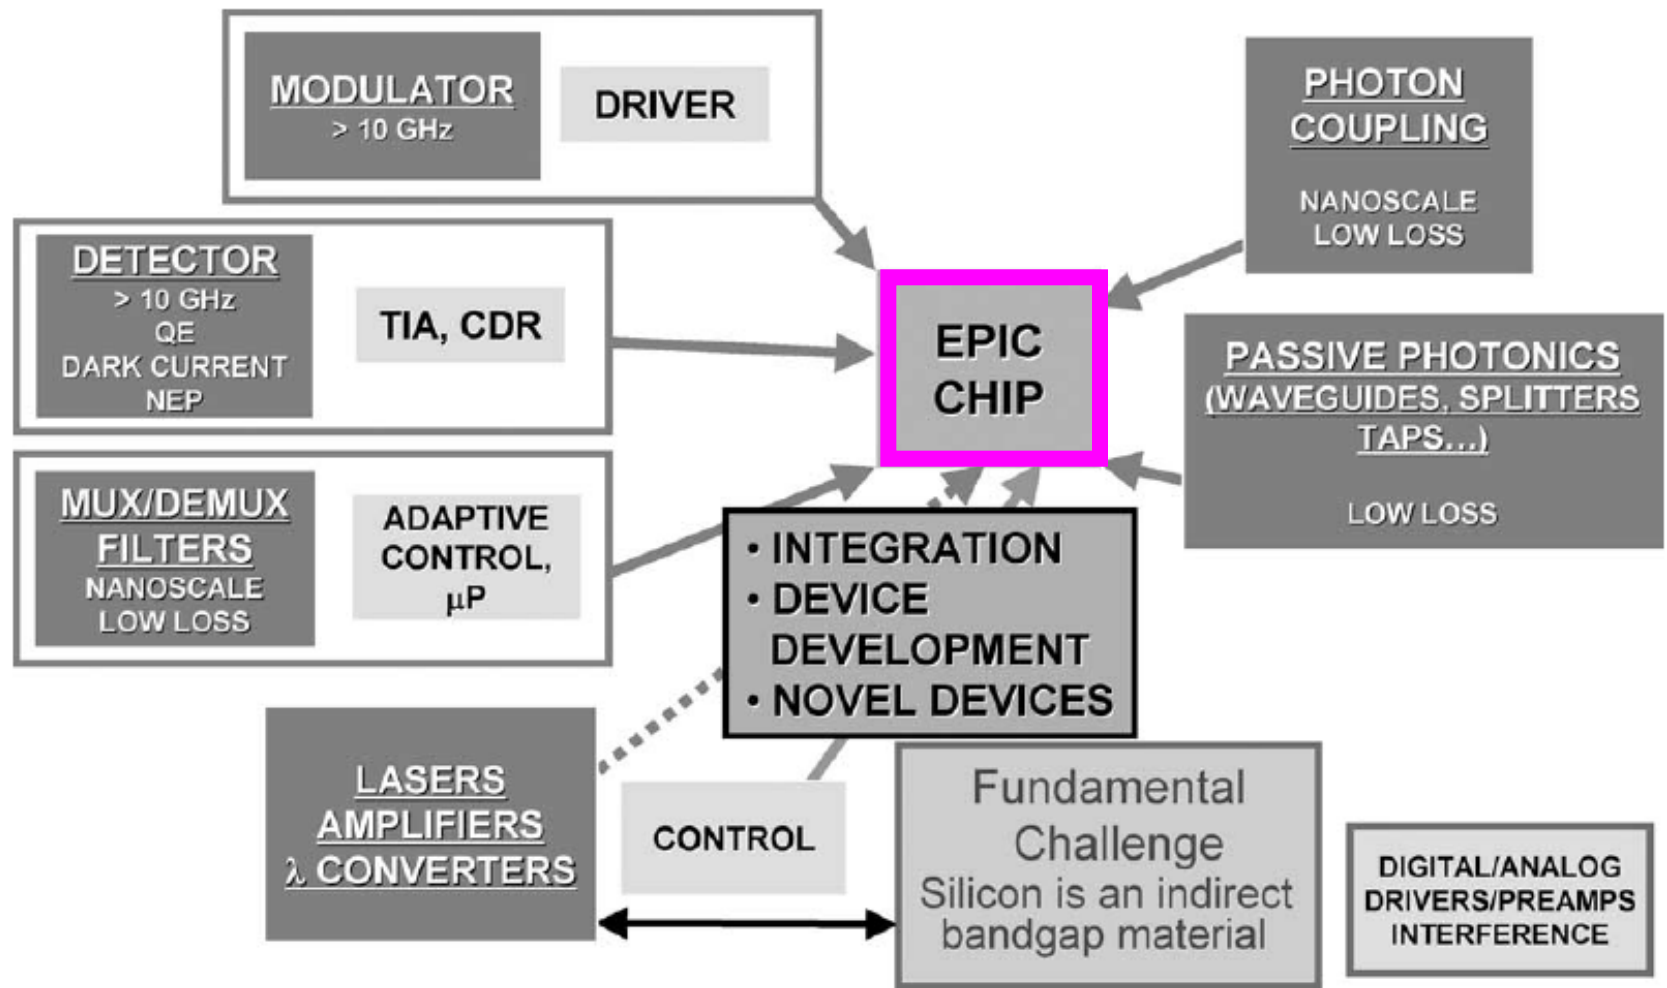 MODULATOR
> 10 GHz
DRIVER
PHOTON
COUPLING
NANOSCALE
LOW LOSS
DETECTOR
> 10 GHz
QE
DARK CURRENT
NEP
TIA, CDR
EPIC
CHIP
PASSIVE PHOTONICS
(WAVEGUIDES, SPLITTERS
TAPS...)
LOW LOSS
MUX/DEMUX
FILTERS
NANOSCALE
LOW LOSS
ADAPTIVE
CONTROL,
µP
• INTEGRATION
• DEVICE
DEVELOPMENT
• NOVEL DEVICES
LASERS
AMPLIFIERS
λ CONVERTERS
CONTROL
Fundamental
Challenge
Silicon is an indirect
bandgap material
DIGITAL/ANALOG
DRIVERS/PREAMPS
INTERFERENCE